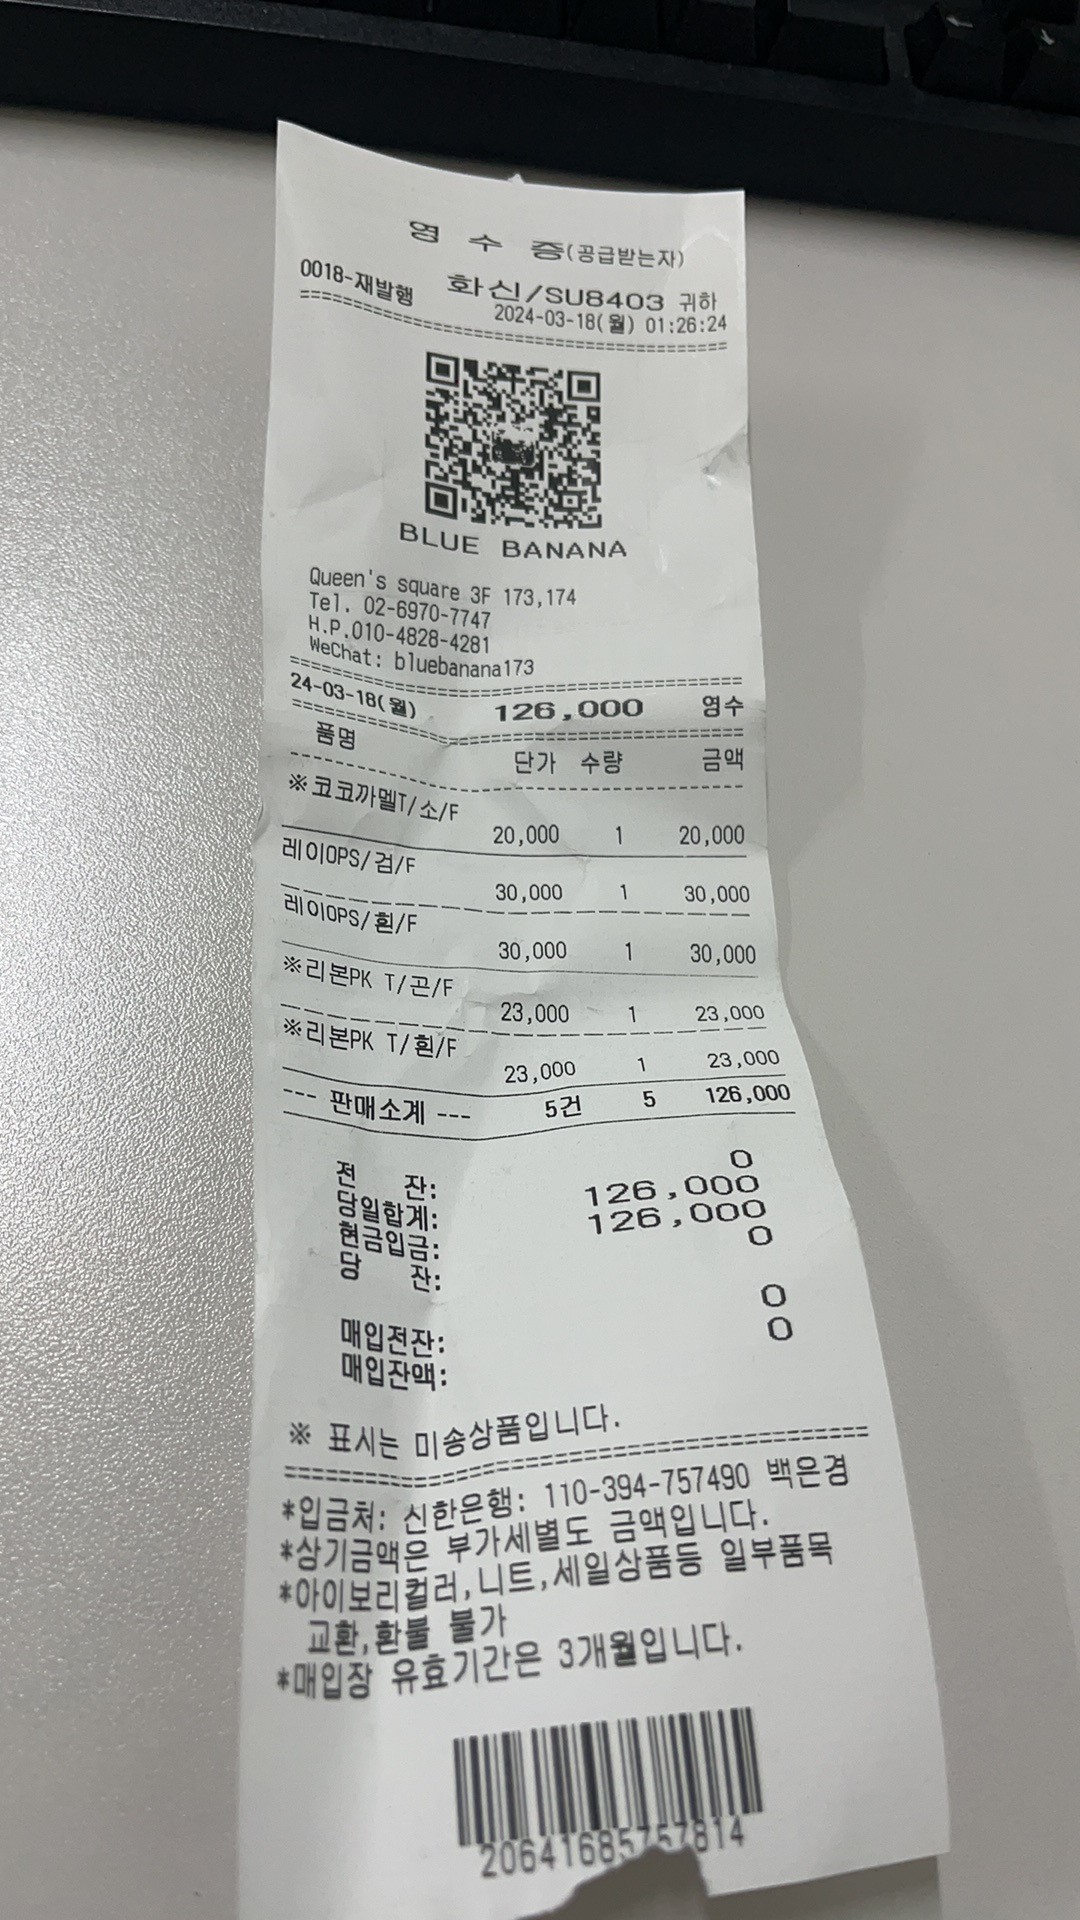 영 수 증(공급받는자)
0018-재발행 화신/SU8403 귀하
2024-03-18(월) 01:26:24
==========================================
BLUE BANANA
Queen's square 3F 173,174
Tel. 02-6970-7747
H.P.010-4828-4281
WeChat: bluebanana173
==========================================
24-03-18(월) 126,000 영수
==========================================
품명 단가 수량 금액
------------------------------------------
※코코까멜T/소/F
20,000 1 20,000
레이OPS/검/F
30,000 1 30,000
레이OPS/흰/F
30,000 1 30,000
※리본PK T/곤/F
23,000 1 23,000
※리본PK T/흰/F
23,000 1 23,000
--- 판매소계 --- 5건 5 126,000
전 잔: 0
당일합계: 126,000
현금입금: 126,000
당 잔: 0
매입전잔: 0
매입잔액: 0
※ 표시는 미송상품입니다.
==========================================
*입금처: 신한은행: 110-394-757490 백은경
*상기금액은 부가세별도 금액입니다.
*아이보리컬러,니트,세일상품등 일부품목
교환,환불 불가
*매입장 유효기간은 3개월입니다.
20641685757814